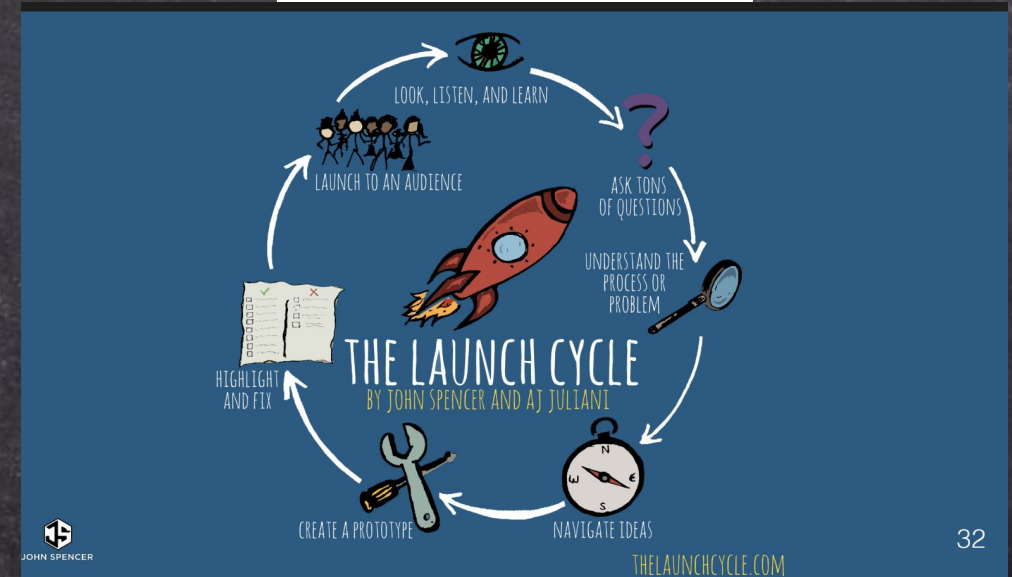 LOOK, LISTEN, AND LEARN
ASK TONS
OF QUESTIONS
UNDERSTAND THE
PROCESS OR
PROBLEM
NAVIGATE IDEAS
CREATE A PROTOTYPE
HIGHLIGHT
AND FIX
LAUNCH TO AN AUDIENCE
THE LAUNCH CYCLE
BY JOHN SPENCER AND AJ JULIANI
N
E
S
W
JS
JOHN SPENCER
THELAUNCHCYCLE.COM
32